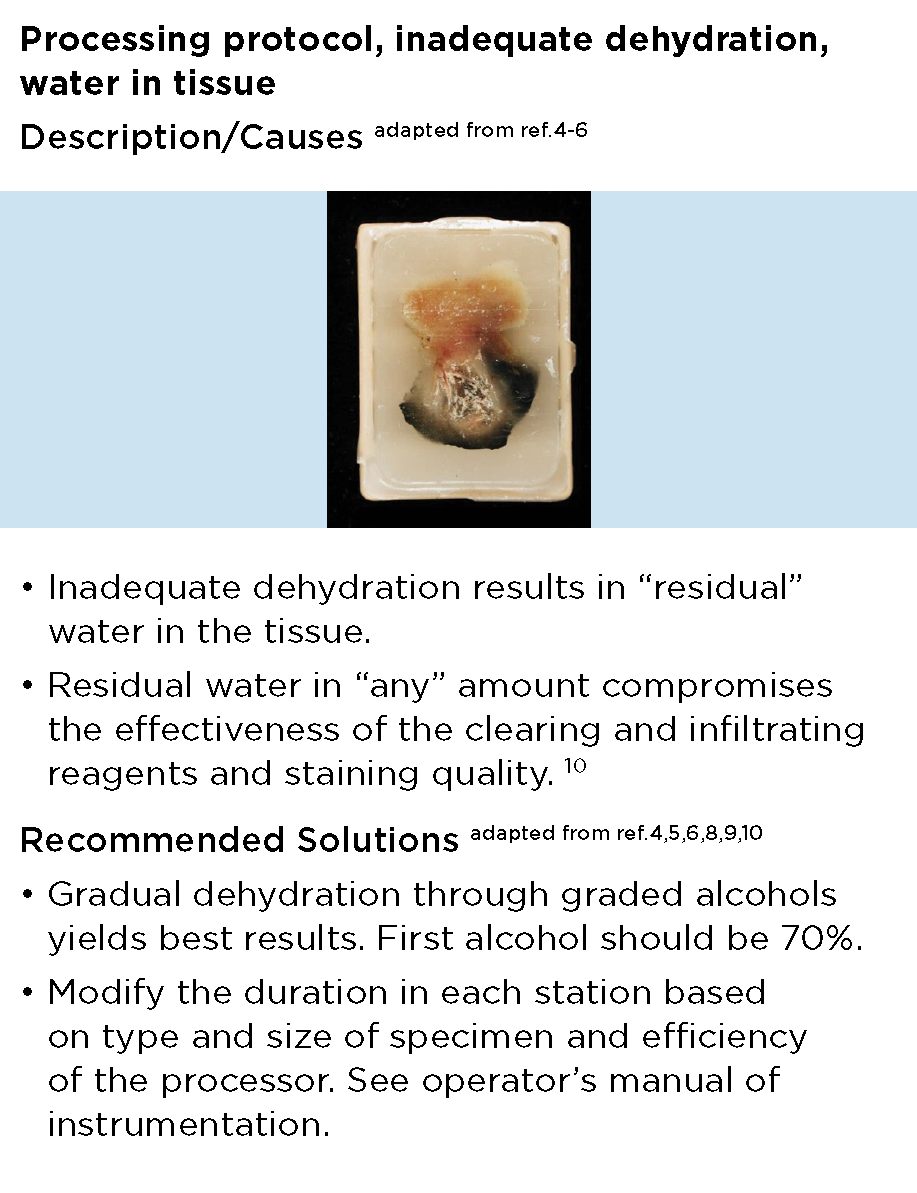 Processing protocol, inadequate dehydration,
water in tissue
Description/Causes adapted from ref.4-6
• Inadequate dehydration results in “residual”
water in the tissue.
• Residual water in “any” amount compromises
the effectiveness of the clearing and infiltrating
reagents and staining quality. 10
Recommended Solutions adapted from ref.4,5,6,8,9,10
• Gradual dehydration through graded alcohols
yields best results. First alcohol should be 70%.
• Modify the duration in each station based
on type and size of specimen and efficiency
of the processor. See operator’s manual of
instrumentation.